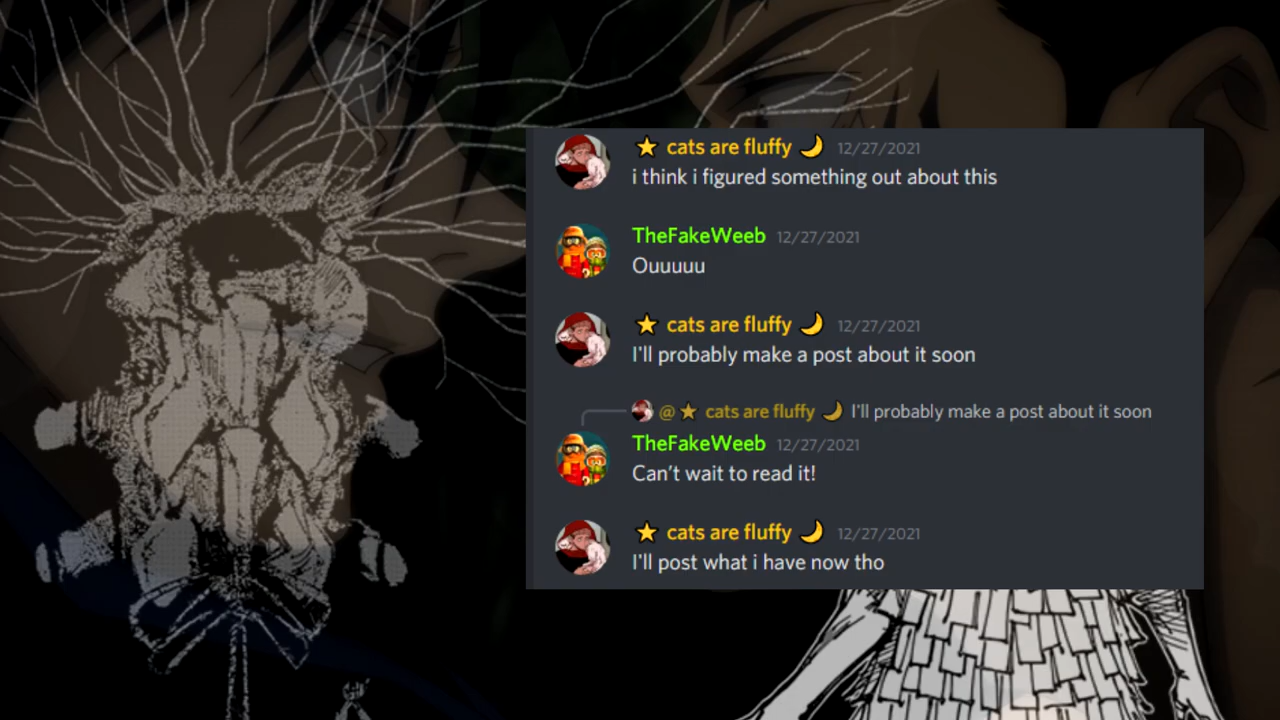 ⭐ cats are fluffy 🌙 12/27/2021
i think i figured something out about this
TheFakeWeeb 12/27/2021
Ouuuuu
⭐ cats are fluffy 🌙 12/27/2021
I'll probably make a post about it soon
@ ⭐ cats are fluffy 🌙 I'll probably make a post about it soon
TheFakeWeeb 12/27/2021
Can't wait to read it!
⭐ cats are fluffy 🌙 12/27/2021
I'll post what i have now tho